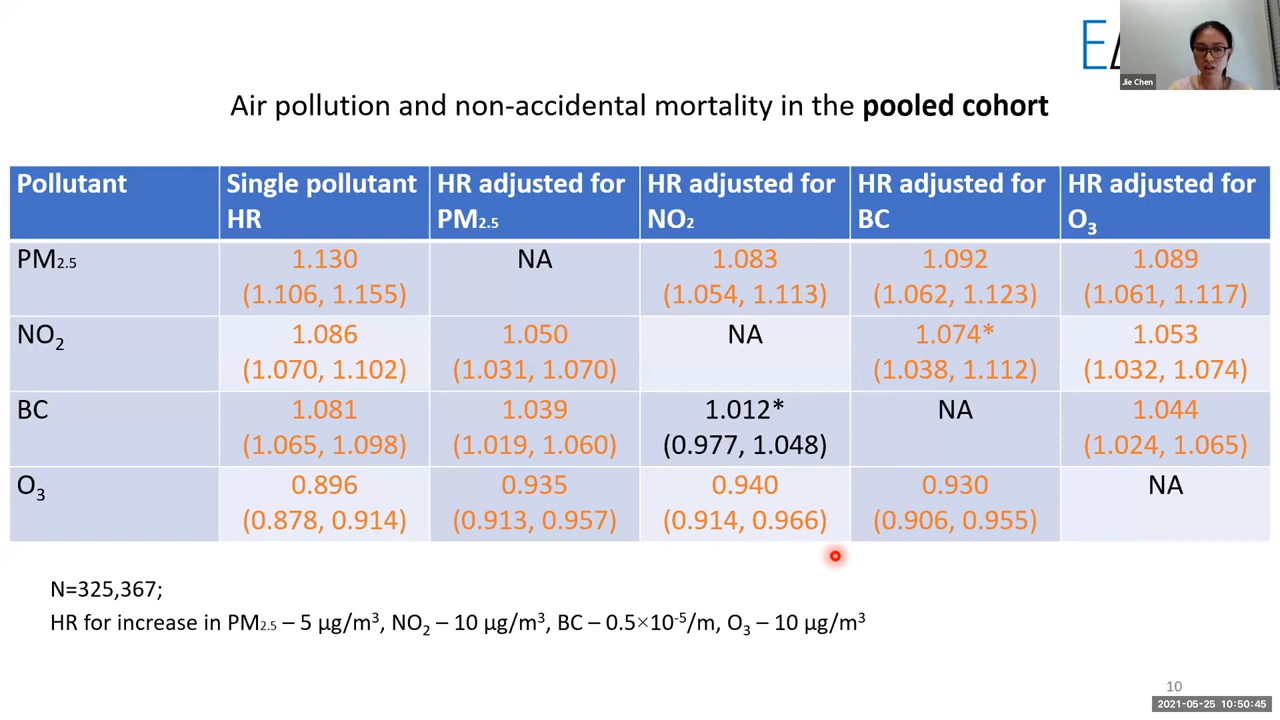 E
Jie Chen
Air pollution and non-accidental mortality in the pooled cohort
Pollutant
Single pollutant HR
HR adjusted for PM2.5
HR adjusted for NO2
HR adjusted for BC
HR adjusted for O3
PM2.5
1.130
(1.106, 1.155)
NA
1.083
(1.054, 1.113)
1.092
(1.062, 1.123)
1.089
(1.061, 1.117)
NO2
1.086
(1.070, 1.102)
1.050
(1.031, 1.070)
NA
1.074*
(1.038, 1.112)
1.053
(1.032, 1.074)
BC
1.081
(1.065, 1.098)
1.039
(1.019, 1.060)
1.012*
(0.977, 1.048)
NA
1.044
(1.024, 1.065)
O3
0.896
(0.878, 0.914)
0.935
(0.913, 0.957)
0.940
(0.914, 0.966)
0.930
(0.906, 0.955)
NA
N=325,367;
HR for increase in PM2.5 – 5 µg/m³, NO2 – 10 µg/m³, BC – 0.5×10⁻⁵/m, O3 – 10 µg/m³
10
2021-05-25 10:50:45